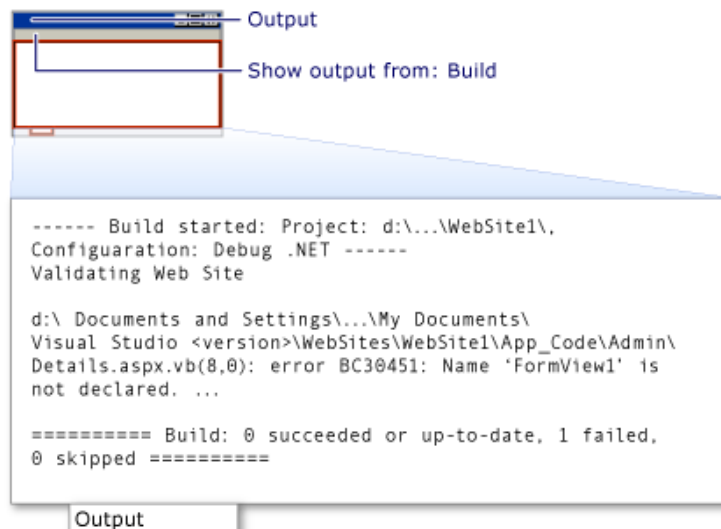 Output
Show output from: Build
------ Build started: Project: d:\...\WebSite1\,
Configuaration: Debug .NET ------
Validating Web Site
d:\ Documents and Settings\...\My Documents\
Visual Studio <version>\WebSites\WebSite1\App_Code\Admin\
Details.aspx.vb(8,0): error BC30451: Name ‘FormView1’ is
not declared. ...
========== Build: 0 succeeded or up-to-date, 1 failed,
0 skipped ==========
Output